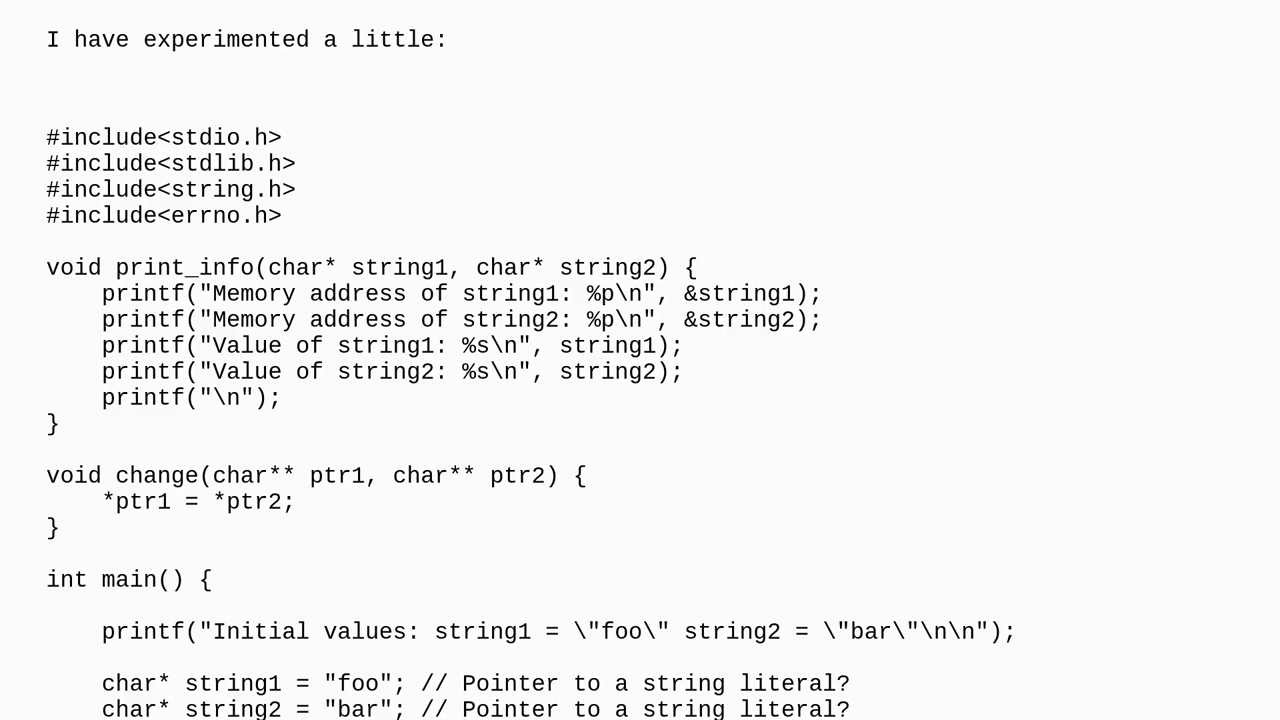 I have experimented a little:
#include<stdio.h>
#include<stdlib.h>
#include<string.h>
#include<errno.h>
void print_info(char* string1, char* string2) {
    printf("Memory address of string1: %p\n", &string1);
    printf("Memory address of string2: %p\n", &string2);
    printf("Value of string1: %s\n", string1);
    printf("Value of string2: %s\n", string2);
    printf("\n");
}
void change(char** ptr1, char** ptr2) {
    *ptr1 = *ptr2;
}
int main() {
    printf("Initial values: string1 = \"foo\" string2 = \"bar\"\n\n");
    char* string1 = "foo"; // Pointer to a string literal?
    char* string2 = "bar"; // Pointer to a string literal?